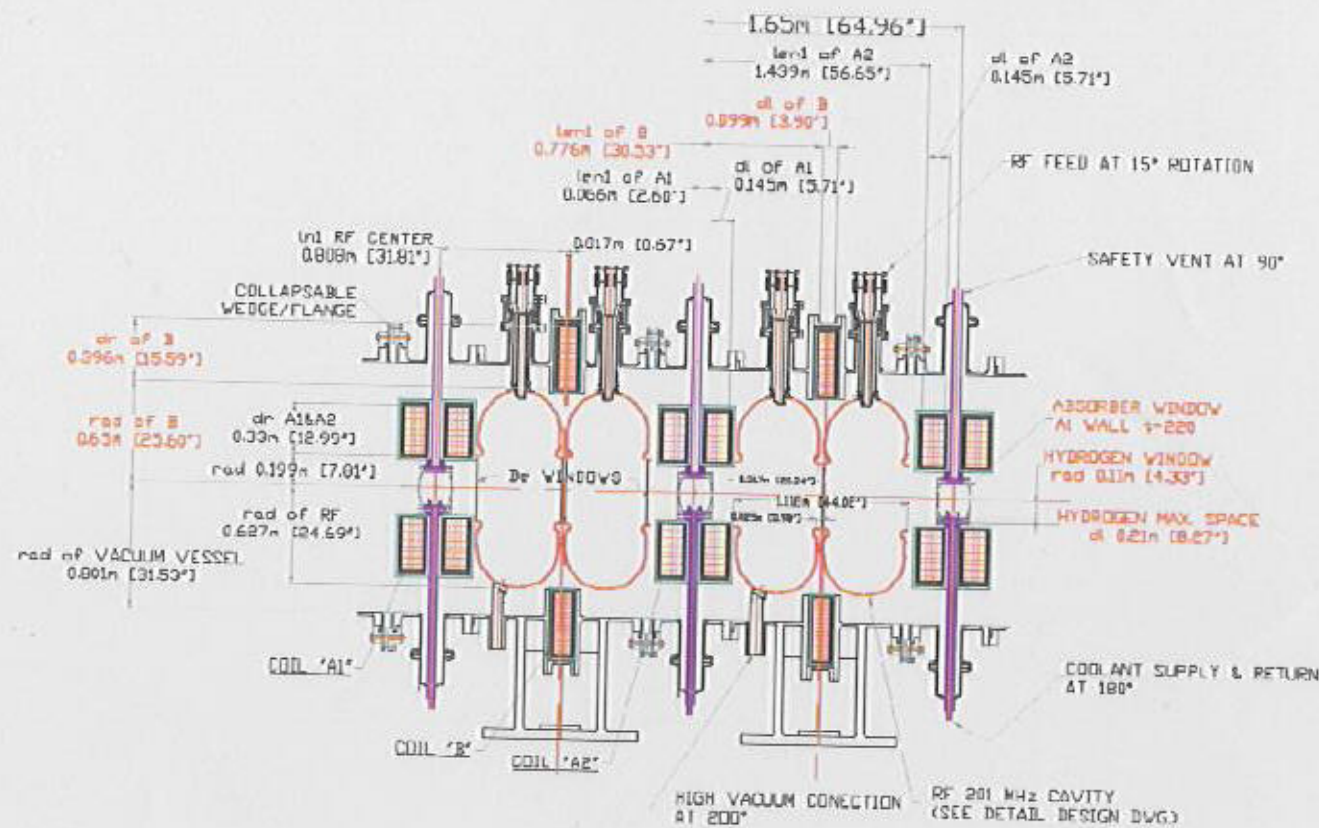 1.65m [64.96"]
len1 of A2
1.439m [56.65"]
dl of A2
0.145m [5.71"]
dl of B
0.099m [3.90"]
len1 of B
0.776m [30.53"]
len1 of A1
0.066m [2.60"]
dl of A1
0.145m [5.71"]
RF FEED AT 15° ROTATION
ln1 RF CENTER
0.808m [31.81"]
0.017m [0.67"]
SAFETY VENT AT 90°
COLLAPSABLE
WEDGE/FLANGE
dr of B
0.396m [15.59"]
rad of B
0.65m [25.60"]
dr A1&A2
0.33m [12.99"]
rad 0.199m [7.81"]
ABSORBER WINDOW
HYDROGEN WINDOW
rad 0.11m [4.33"]
Be WINDOWS
rad of RF
0.627m [24.69"]
HYDROGEN MAX. SPACE
dl 0.21m [8.27"]
rad of VACUUM VESSEL
0.801m [31.53"]
COIL "A1"
COOLANT SUPPLY & RETURN
AT 180°
COIL "B"
COIL "A2"
HIGH VACUUM CONECTION
AT 200°
RF 201 MHz CAVITY
(SEE DETAIL DESIGN DWG.)